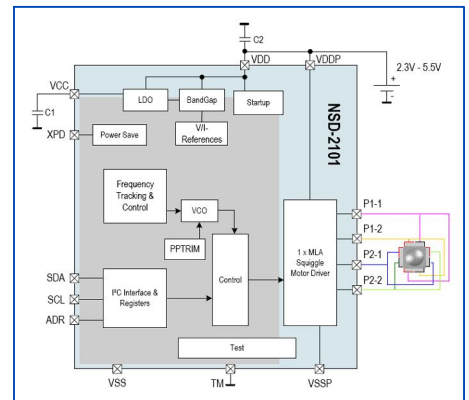 C2
VDD
VDDP
2.3V - 5.5V
+
-
VCC
C1
LDO
BandGap
Startup
XPD
Power Save
V/I-
References
NSD-2101
Frequency
Tracking &
Control
VCO
PPTRIM
Control
1 x MLA
Squiggle
Motor Driver
P1-1
P1-2
P2-1
P2-2
SDA
SCL
ADR
I²C Interface &
Registers
Test
VSS
TM
VSSP